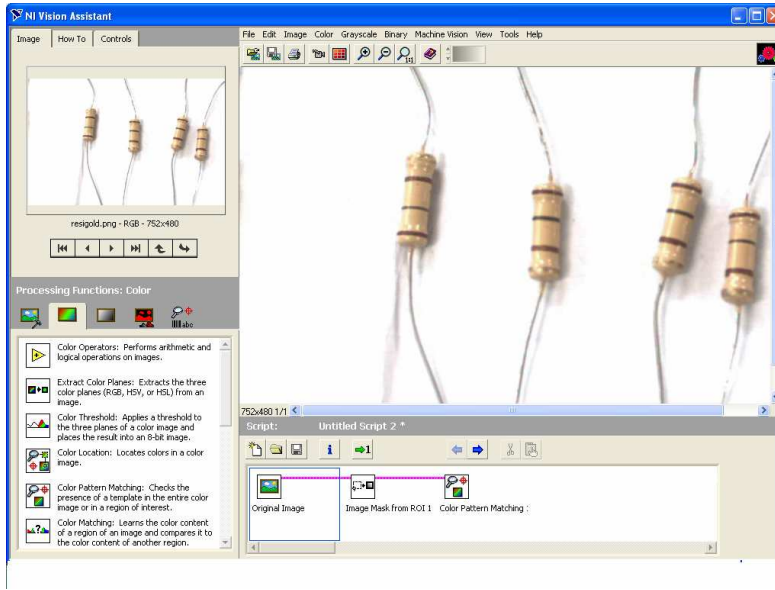 NI Vision Assistant
Image How To Controls
resigold.png - RGB - 752x480
Processing Functions: Color
abc
Color Operators: Performs arithmetic and
logical operations on images.
Extract Color Planes: Extracts the three
color planes (RGB, HSV, or HSL) from an
image.
Color Threshold: Applies a threshold to
the three planes of a color image and
places the result into an 8-bit image.
Color Location: Locates colors in a color
image.
Color Pattern Matching: Checks the
presence of a template in the entire color
image or in a region of interest.
Color Matching: Learns the color content
of a region of an image and compares it to
the color content of another region.
File Edit Image Color Grayscale Binary Machine Vision View Tools Help
1:1
752x480 1/1
Script: Untitled Script 2 *
1
Original Image Image Mask from ROI 1 Color Pattern Matching :